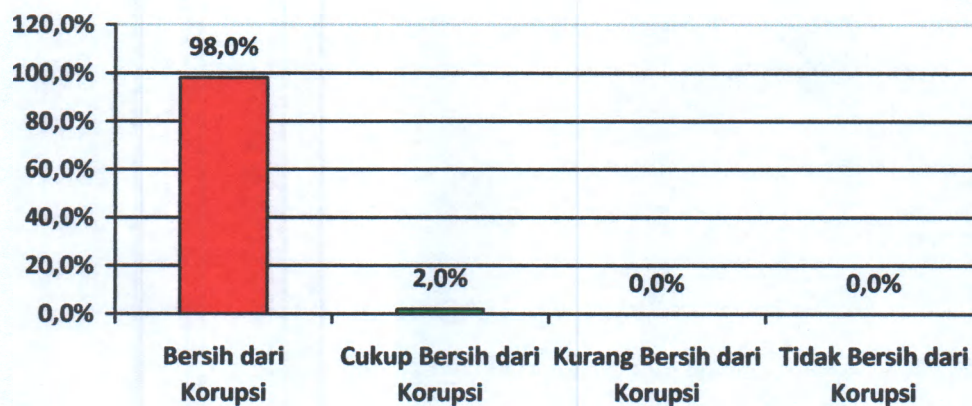 120,0%
98,0%
100,0%
80,0%
60,0%
40,0%
20,0%
2,0%
0,0%
0,0%
0,0%
Bersih dari
Korupsi
Cukup Bersih dari
Korupsi
Kurang Bersih dari
Korupsi
Tidak Bersih dari
Korupsi